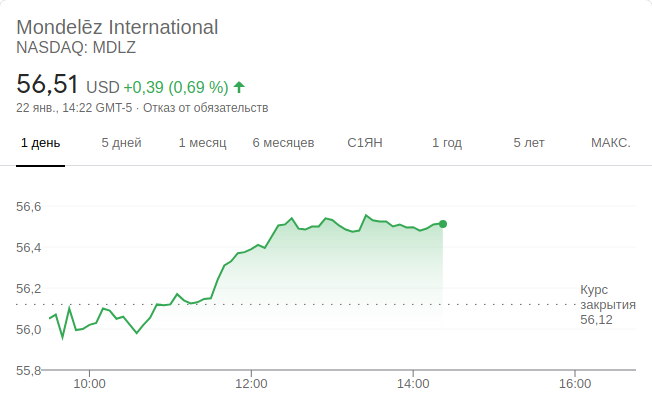 Mondelēz International
NASDAQ: MDLZ
56,51 USD +0,39 (0,69 %)
22 янв., 14:22 GMT-5 · Отказ от обязательств
1 день 5 дней 1 месяц 6 месяцев С1ЯН 1 год 5 лет МАКС.
56,6
56,4
56,2
Курс
закрытия
56,12
56,0
55,8
10:00 12:00 14:00 16:00